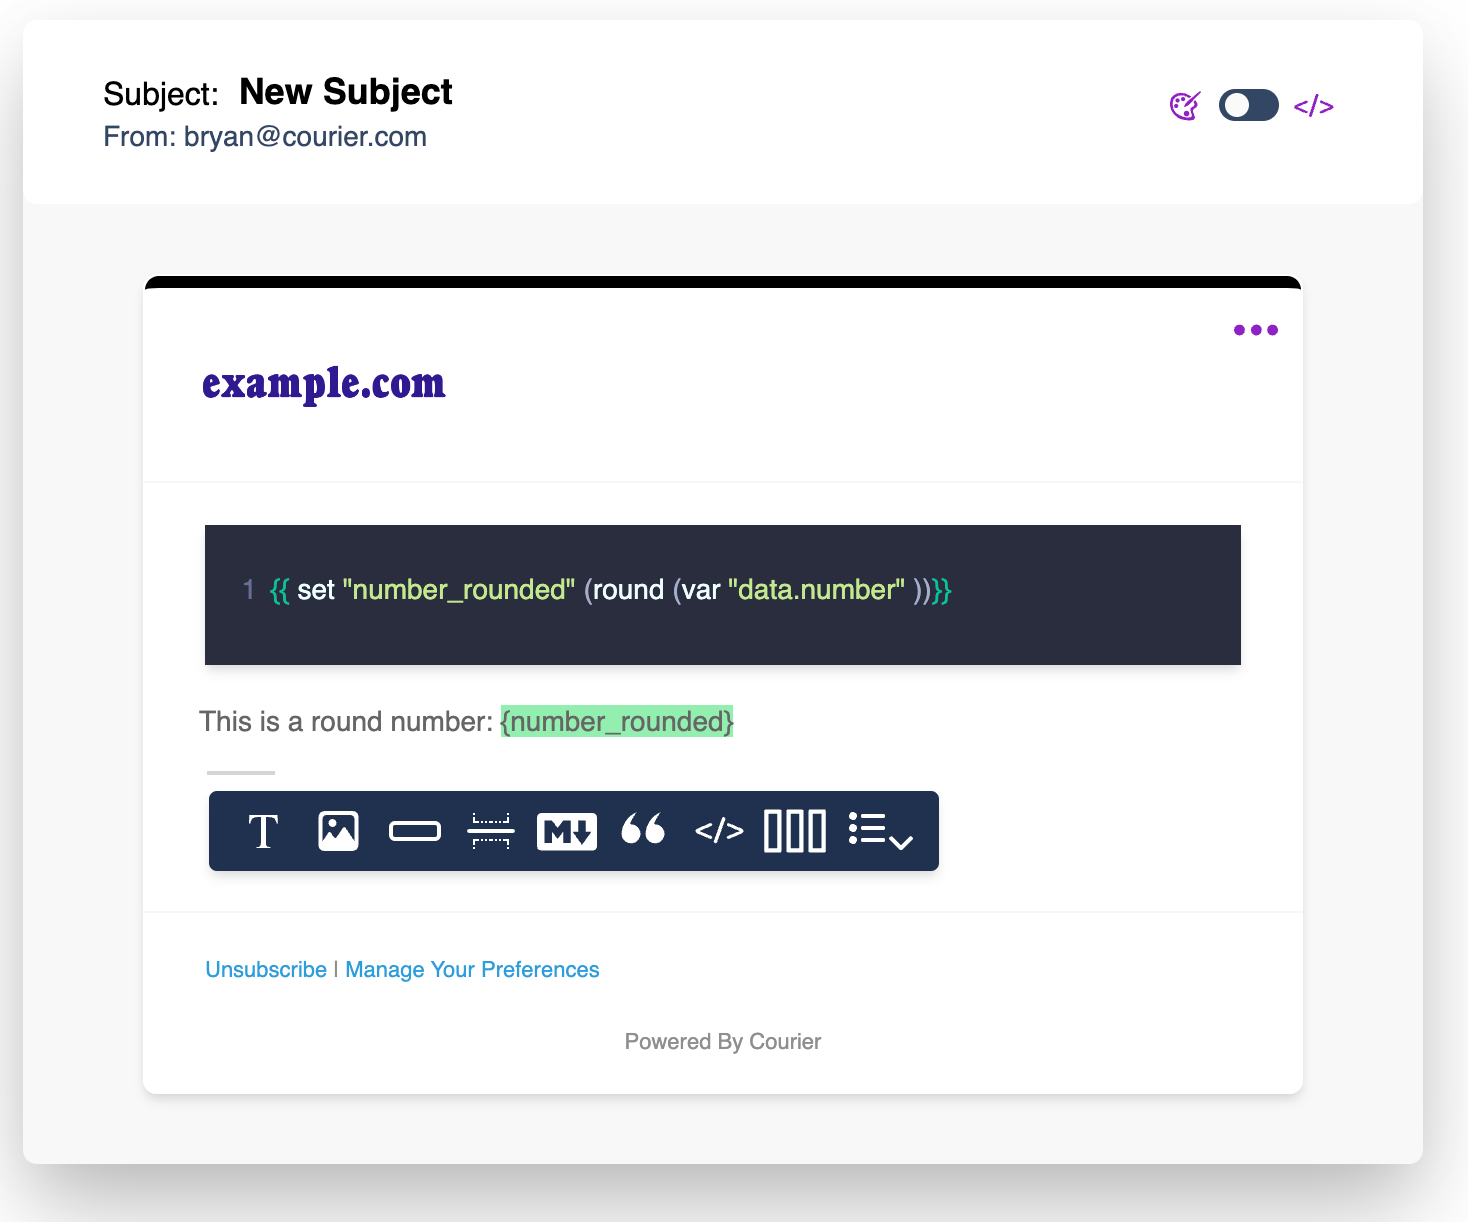 Subject: New Subject
From: bryan@courier.com
</>
example.com
1 {{ set "number_rounded" (round (var "data.number" ))}}
This is a round number: {number_rounded}
T M </>
Unsubscribe | Manage Your Preferences
Powered By Courier